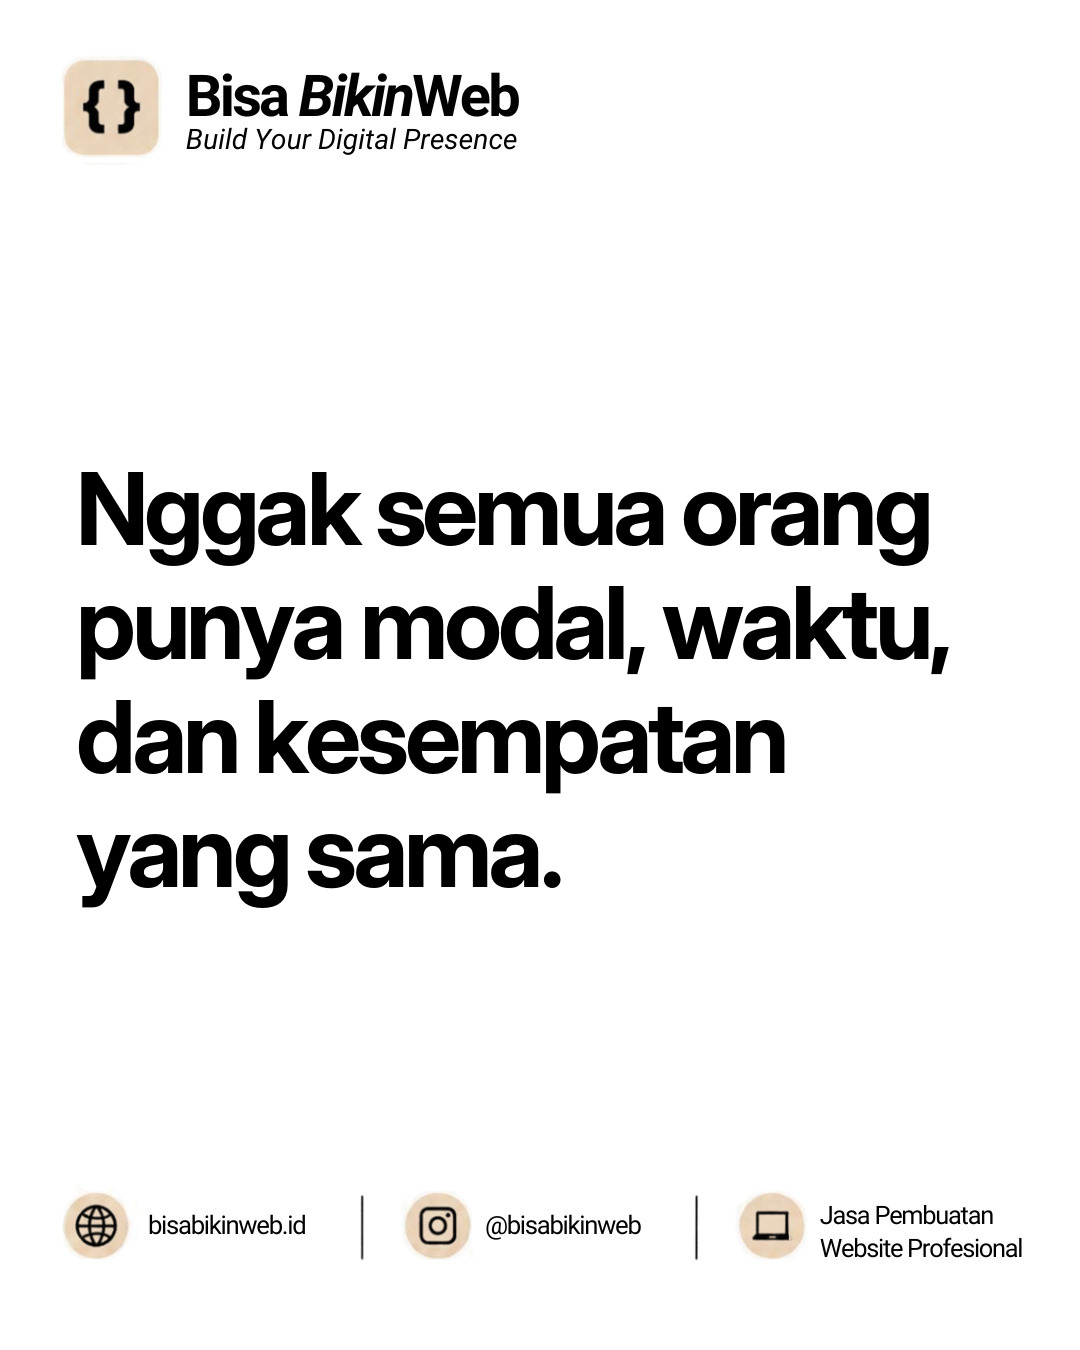 { }
Bisa BikinWeb
Build Your Digital Presence
Nggak semua orang
punya modal, waktu,
dan kesempatan
yang sama.
bisabikinweb.id
@bisabikinweb
Jasa Pembuatan
Website Profesional